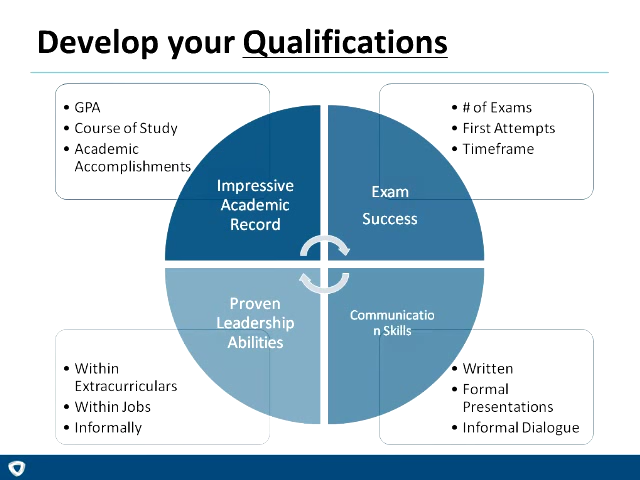 Develop your Qualifications
• GPA
• Course of Study
• Academic
Accomplishments
• # of Exams
• First Attempts
• Timeframe
Impressive
Academic
Record
Exam
Success
Proven
Leadership
Abilities
Communicatio
n Skills
• Within
Extracurriculars
• Within Jobs
• Informally
• Written
• Formal
Presentations
• Informal Dialogue